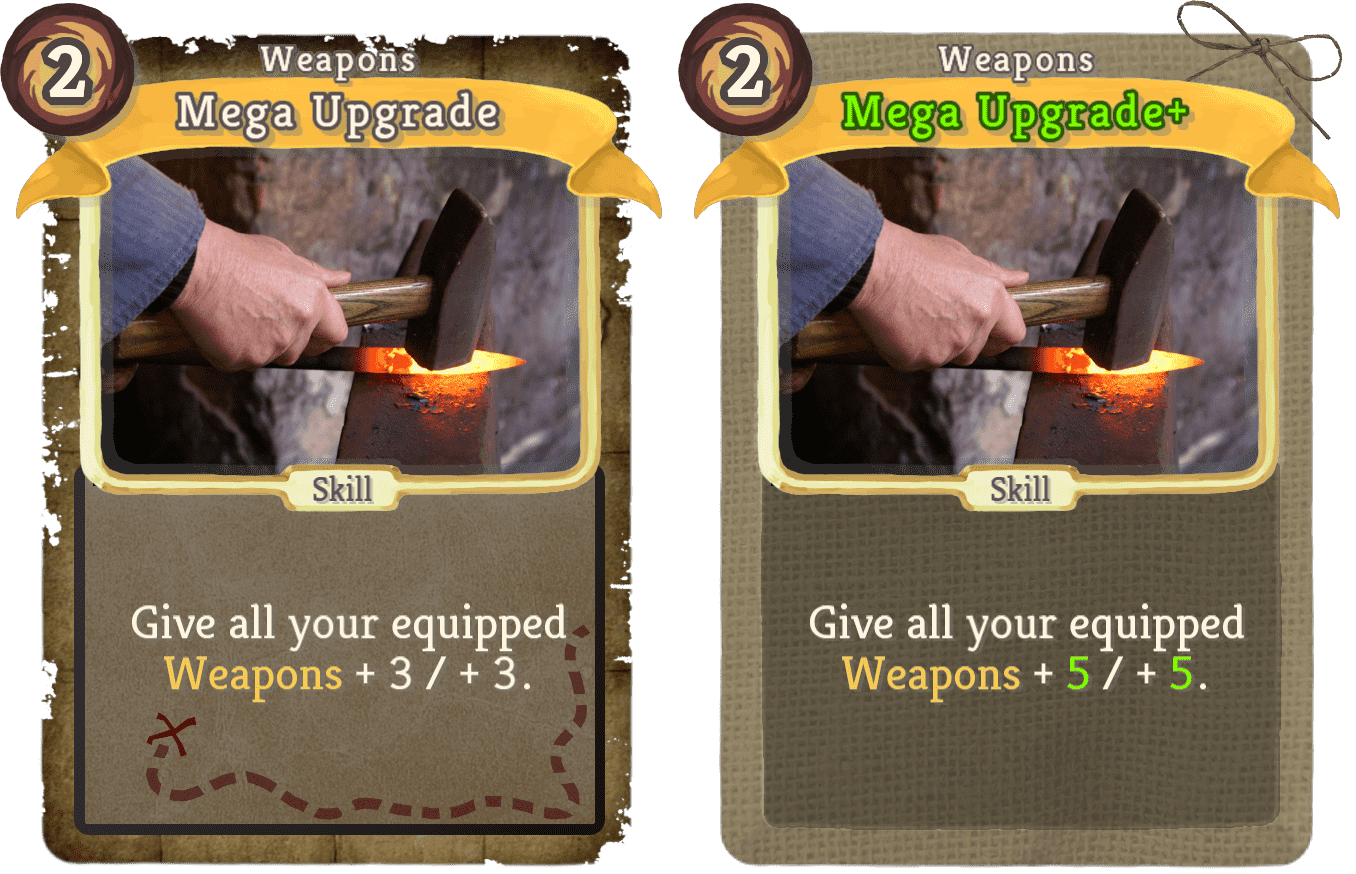 2
Weapons
Mega Upgrade
Skill
Give all your equipped
Weapons + 3 / + 3.
2
Weapons
Mega Upgrade+
Skill
Give all your equipped
Weapons + 5 / + 5.